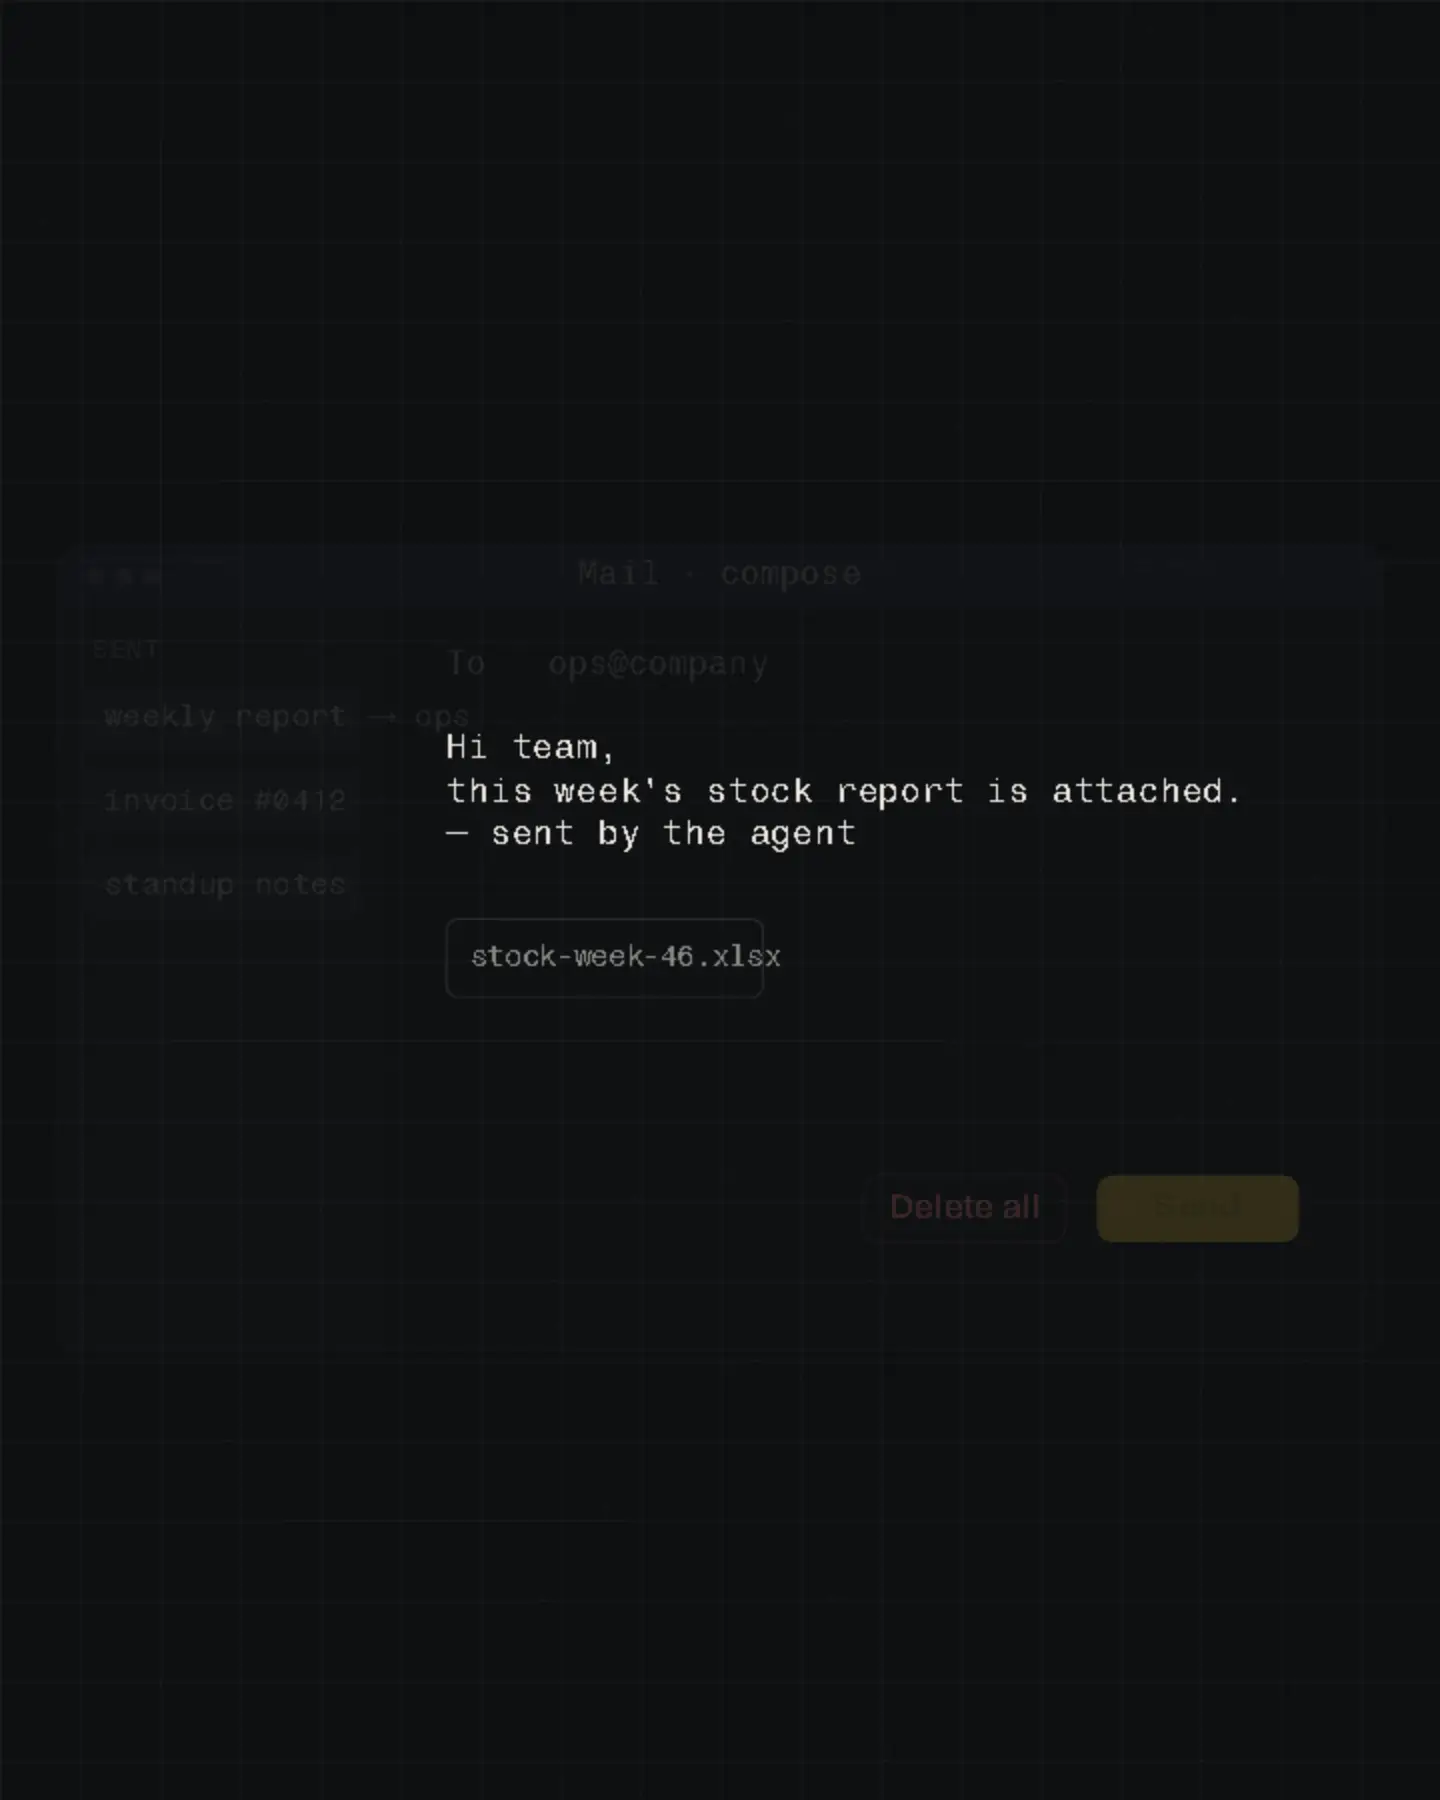 Mail · compose
SENT
To ops@company
weekly report → ops
Hi team,
this week's stock report is attached.
— sent by the agent
invoice #0412
standup notes
stock-week-46.xlsx
Delete all
Send